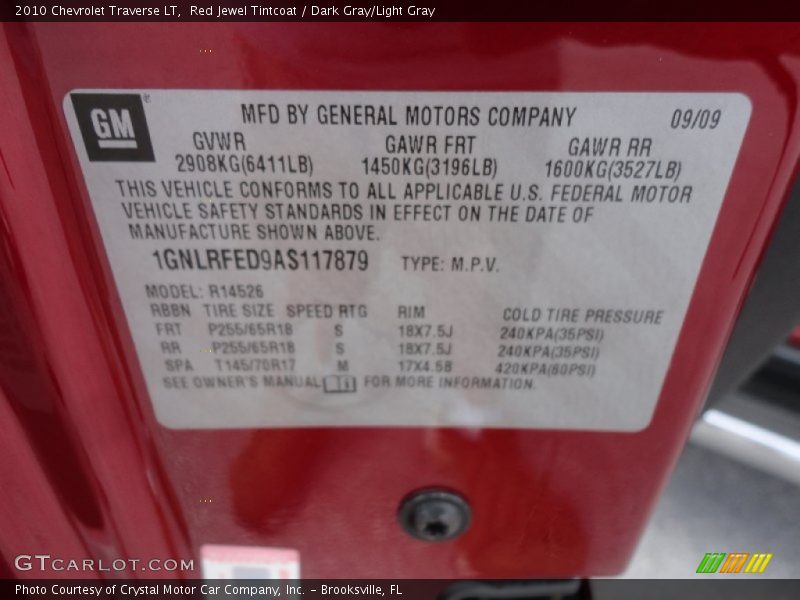 2010 Chevrolet Traverse LT, Red Jewel Tintcoat / Dark Gray/Light Gray
GM
MFD BY GENERAL MOTORS COMPANY 09/09
GVWR GAWR FRT GAWR RR
2908KG(6411LB) 1450KG(3196LB) 1600KG(3527LB)
THIS VEHICLE CONFORMS TO ALL APPLICABLE U.S. FEDERAL MOTOR
VEHICLE SAFETY STANDARDS IN EFFECT ON THE DATE OF
MANUFACTURE SHOWN ABOVE.
1GNLRFED9AS117879 TYPE: M.P.V.
MODEL: R14526
RBBN TIRE SIZE SPEED RTG RIM COLD TIRE PRESSURE
FRT P255/65R18 S 18X7.5J 240KPA(35PSI)
RR P255/65R18 S 18X7.5J 240KPA(35PSI)
SPA T145/70R17 M 17X4.5B 420KPA(60PSI)
SEE OWNER'S MANUAL FOR MORE INFORMATION.
GTCARLOT.COM
Photo Courtesy of Crystal Motor Car Company, Inc. - Brooksville, FL